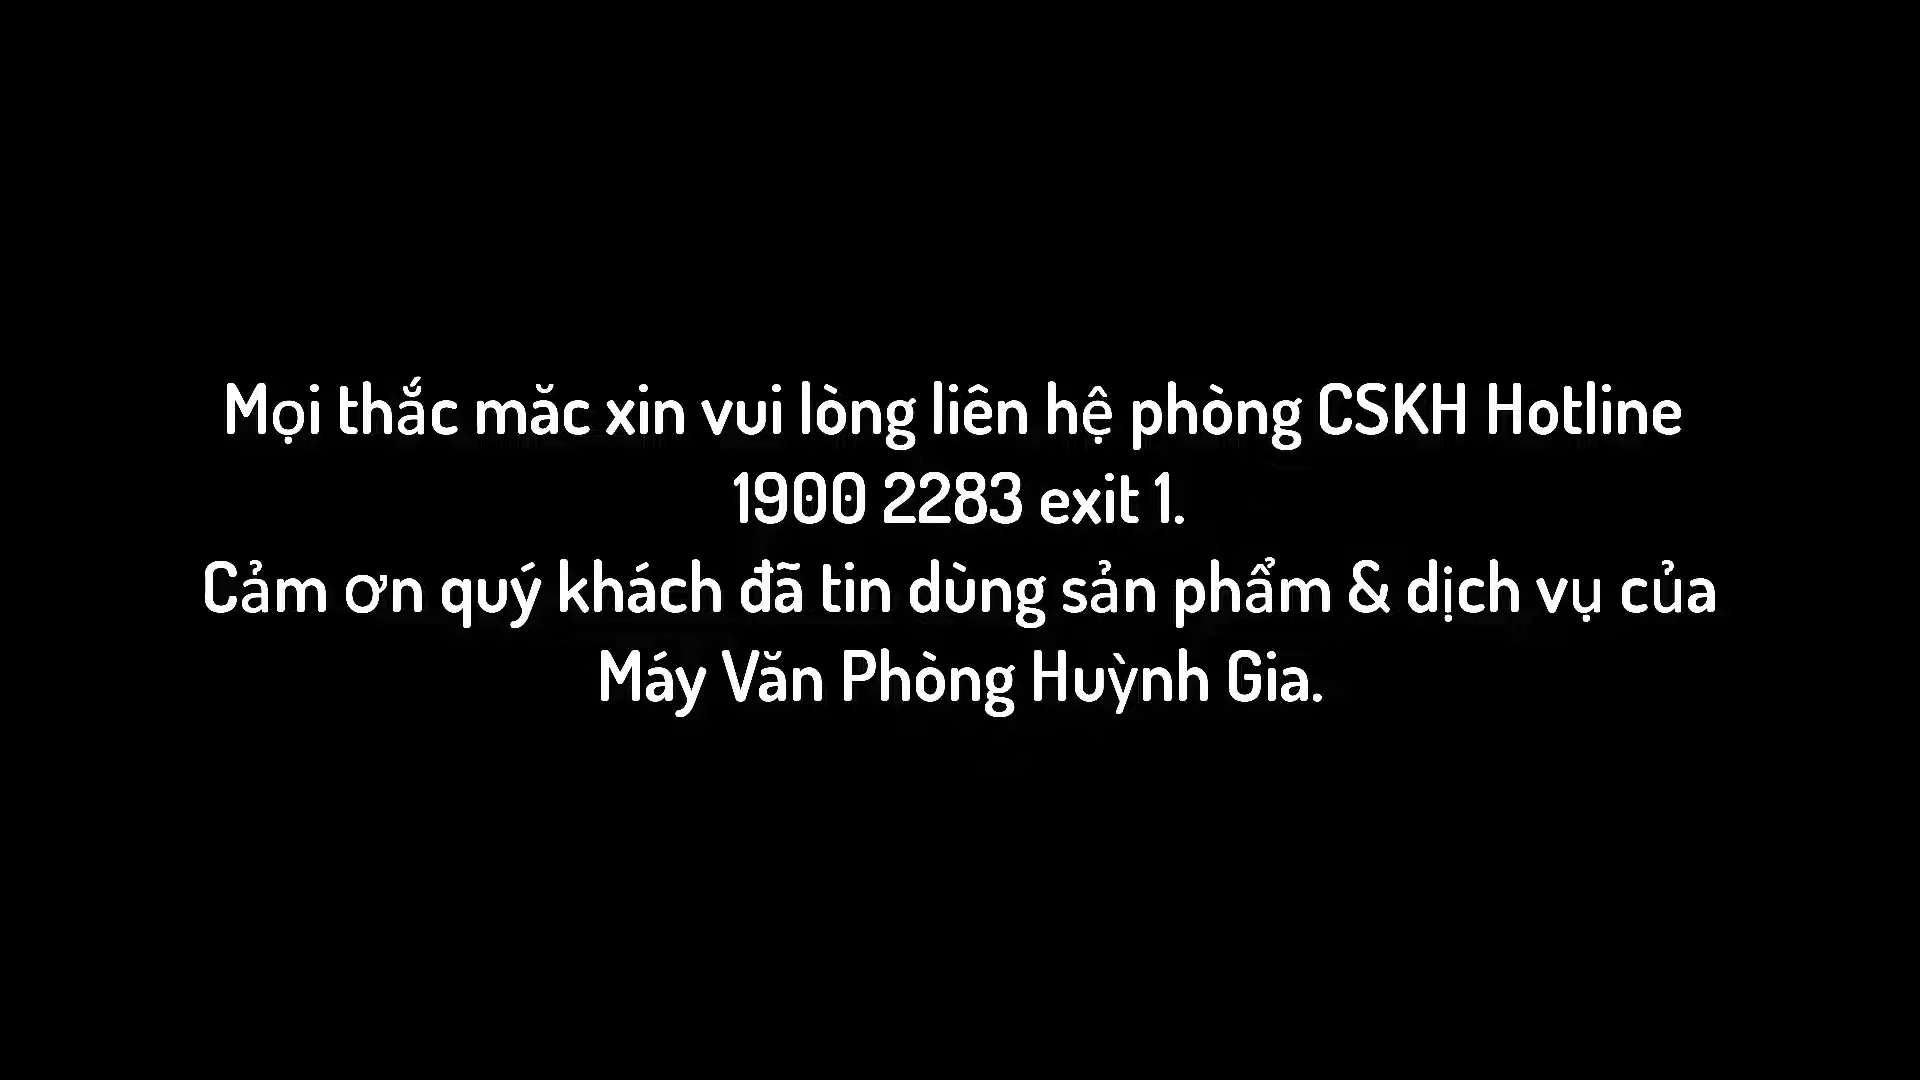 Mọi thắc măc xin vui lòng liên hệ phòng CSKH Hotline
1900 2283 exit 1.
Cảm ơn quý khách đã tin dùng sản phẩm & dịch vụ của
Máy Văn Phòng Huỳnh Gia.